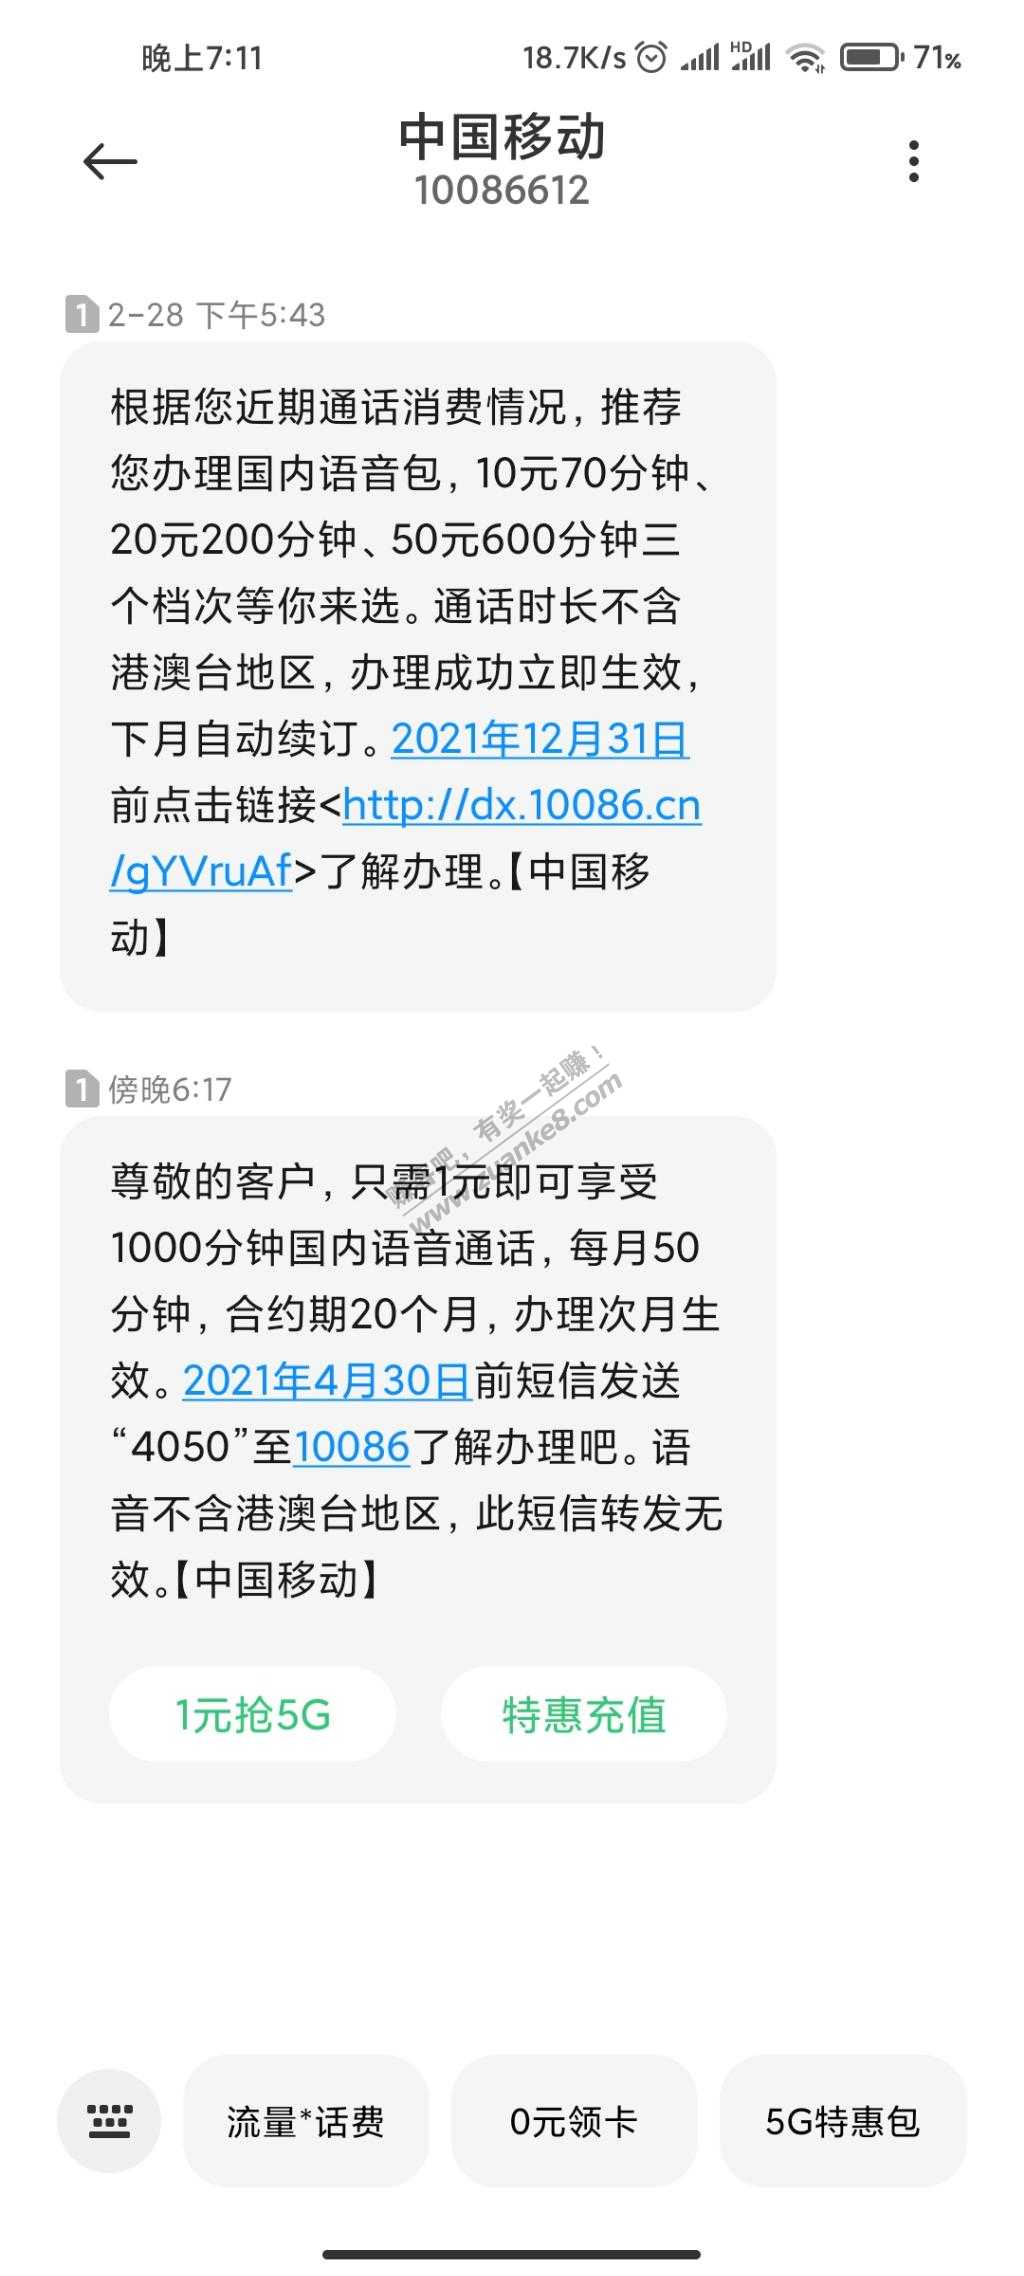 晚上7:11 18.7K/s HD 71%
中国移动
10086612
1 2-28 下午5:43
根据您近期通话消费情况，推荐
您办理国内语音包，10元70分钟、
20元200分钟、50元600分钟三
个档次等你来选。通话时长不含
港澳台地区，办理成功立即生效，
下月自动续订。2021年12月31日
前点击链接<http://dx.10086.cn
/gYVruAf>了解办理。【中国移
动】
1 傍晚6:17
赚客吧，有奖一起赚！
www.zuanke8.com
尊敬的客户，只需1元即可享受
1000分钟国内语音通话，每月50
分钟，合约期20个月，办理次月生
效。2021年4月30日前短信发送
“4050”至10086了解办理吧。语
音不含港澳台地区，此短信转发无
效。【中国移动】
1元抢5G 特惠充值
流量*话费 0元领卡 5G特惠包